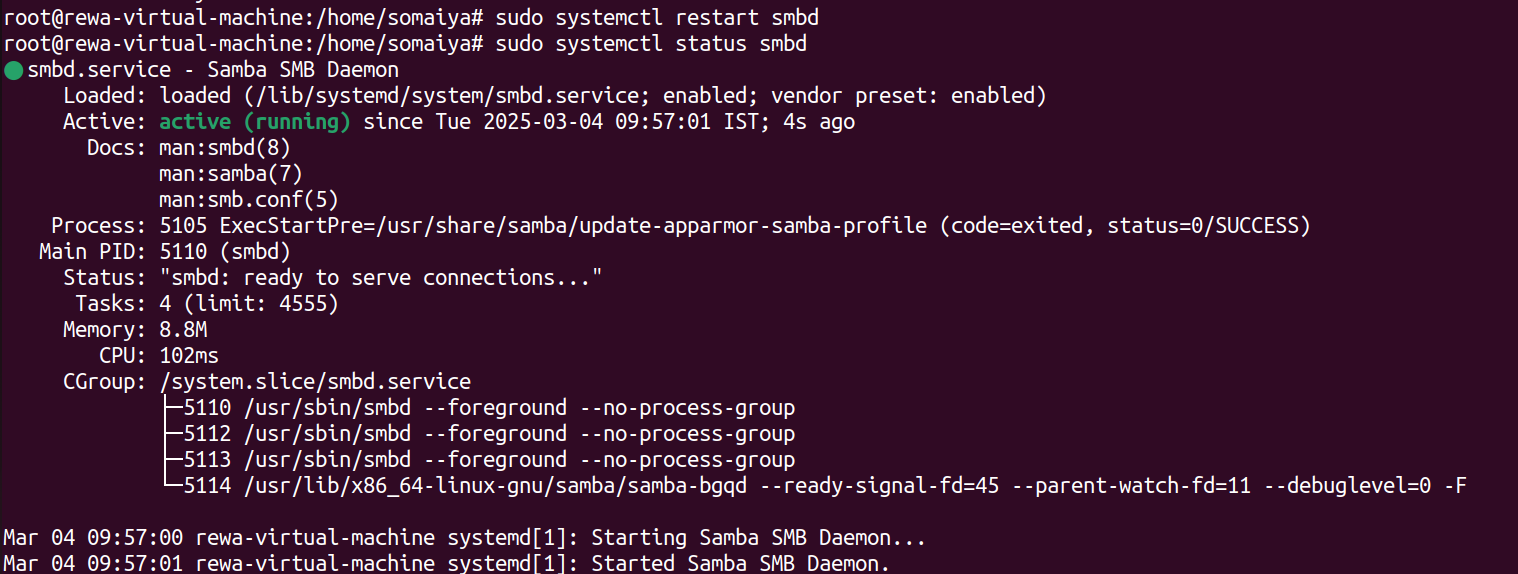 root@rewa-virtual-machine:/home/somaiya# sudo systemctl restart smbd
root@rewa-virtual-machine:/home/somaiya# sudo systemctl status smbd
● smbd.service - Samba SMB Daemon
     Loaded: loaded (/lib/systemd/system/smbd.service; enabled; vendor preset: enabled)
     Active: active (running) since Tue 2025-03-04 09:57:01 IST; 4s ago
       Docs: man:smbd(8)
             man:samba(7)
             man:smb.conf(5)
    Process: 5105 ExecStartPre=/usr/share/samba/update-apparmor-samba-profile (code=exited, status=0/SUCCESS)
   Main PID: 5110 (smbd)
     Status: "smbd: ready to serve connections..."
      Tasks: 4 (limit: 4555)
     Memory: 8.8M
        CPU: 102ms
     CGroup: /system.slice/smbd.service
             ├─5110 /usr/sbin/smbd --foreground --no-process-group
             ├─5112 /usr/sbin/smbd --foreground --no-process-group
             ├─5113 /usr/sbin/smbd --foreground --no-process-group
             └─5114 /usr/lib/x86_64-linux-gnu/samba/samba-bgqd --ready-signal-fd=45 --parent-watch-fd=11 --debuglevel=0 -F
Mar 04 09:57:00 rewa-virtual-machine systemd[1]: Starting Samba SMB Daemon...
Mar 04 09:57:01 rewa-virtual-machine systemd[1]: Started Samba SMB Daemon.